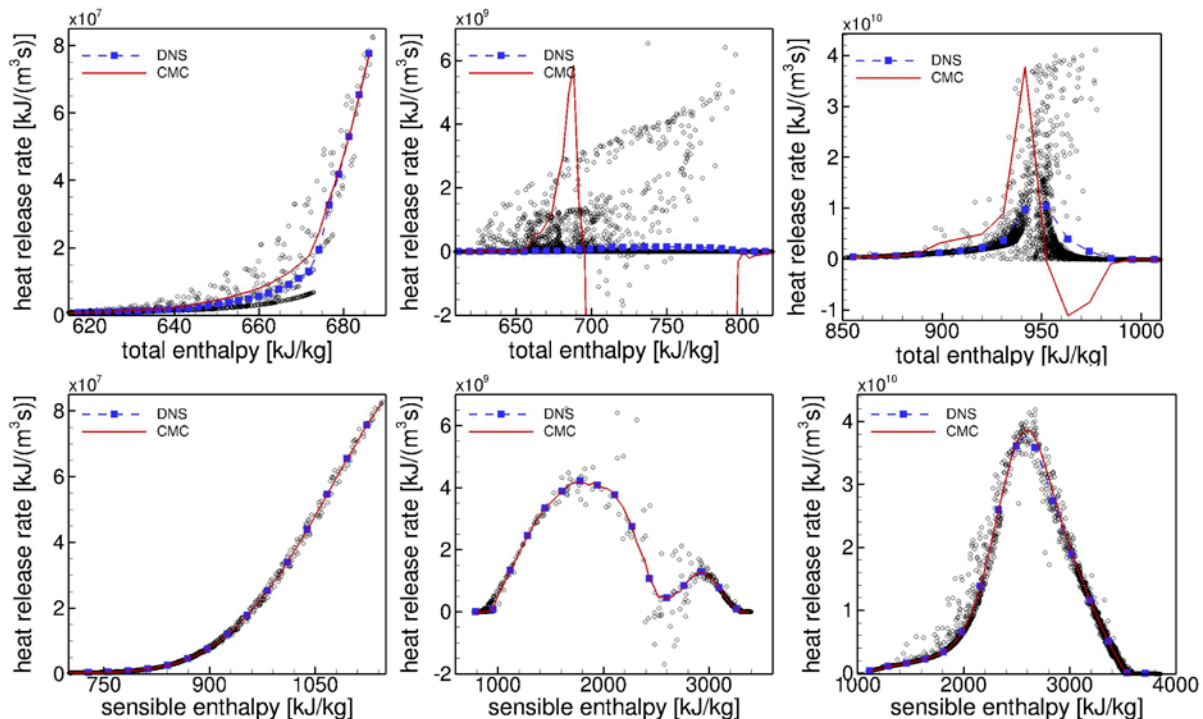 x10⁷
8
6
4
2
0
620 640 660 680
total enthalpy [kJ/kg]
heat release rate [kJ/(m³s)]
DNS
CMC
x10⁹
6
4
2
0
-2
650 700 750 800
total enthalpy [kJ/kg]
heat release rate [kJ/(m³s)]
DNS
CMC
x10¹⁰
4
3
2
1
0
-1
850 900 950 1000
total enthalpy [kJ/kg]
heat release rate [kJ/(m³s)]
DNS
CMC
x10⁷
8
6
4
2
0
750 900 1050
sensible enthalpy [kJ/kg]
heat release rate [kJ/(m³s)]
DNS
CMC
x10⁹
6
4
2
0
-2
1000 2000 3000
sensible enthalpy [kJ/kg]
heat release rate [kJ/(m³s)]
DNS
CMC
x10¹⁰
4
3
2
1
0
1000 2000 3000 4000
sensible enthalpy [kJ/kg]
heat release rate [kJ/(m³s)]
DNS
CMC